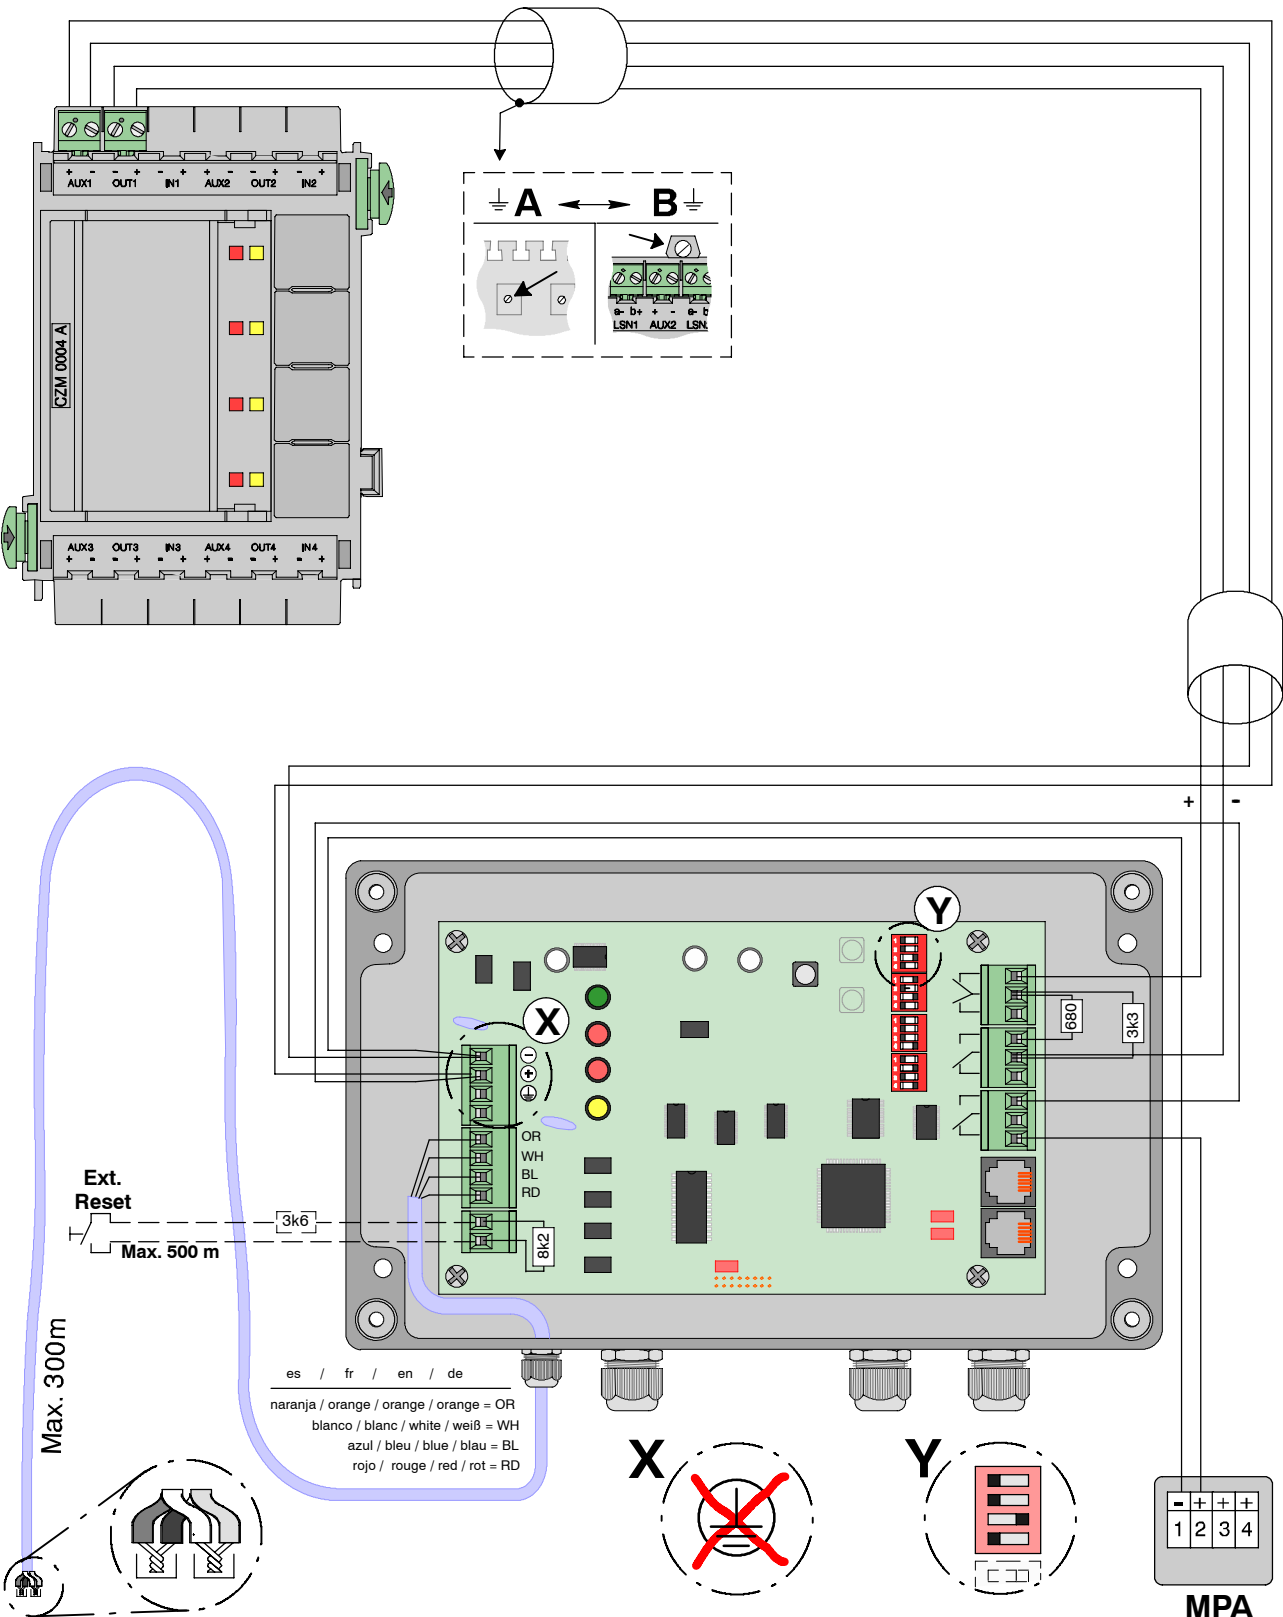 + - - + - + + - - + - +
AUX1 OUT1 IN1 AUX2 OUT2 IN2
CZM 0004 A
AUX3 OUT3 IN3 AUX4 OUT4 IN4
+ - - + - + + - - + - +
A B
a- b+ + - a- b
LSN1 AUX2 LSN
+ -
Y
X
-
+
680
3k3
OR
WH
BL
RD
Ext.
Reset
3k6
Max. 500 m
8k2
Max. 300m
es / fr / en / de
naranja / orange / orange / orange = OR
blanco / blanc / white / weiß = WH
azul / bleu / blue / blau = BL
rojo / rouge / red / rot = RD
X
Y
- + + +
1 2 3 4
MPA